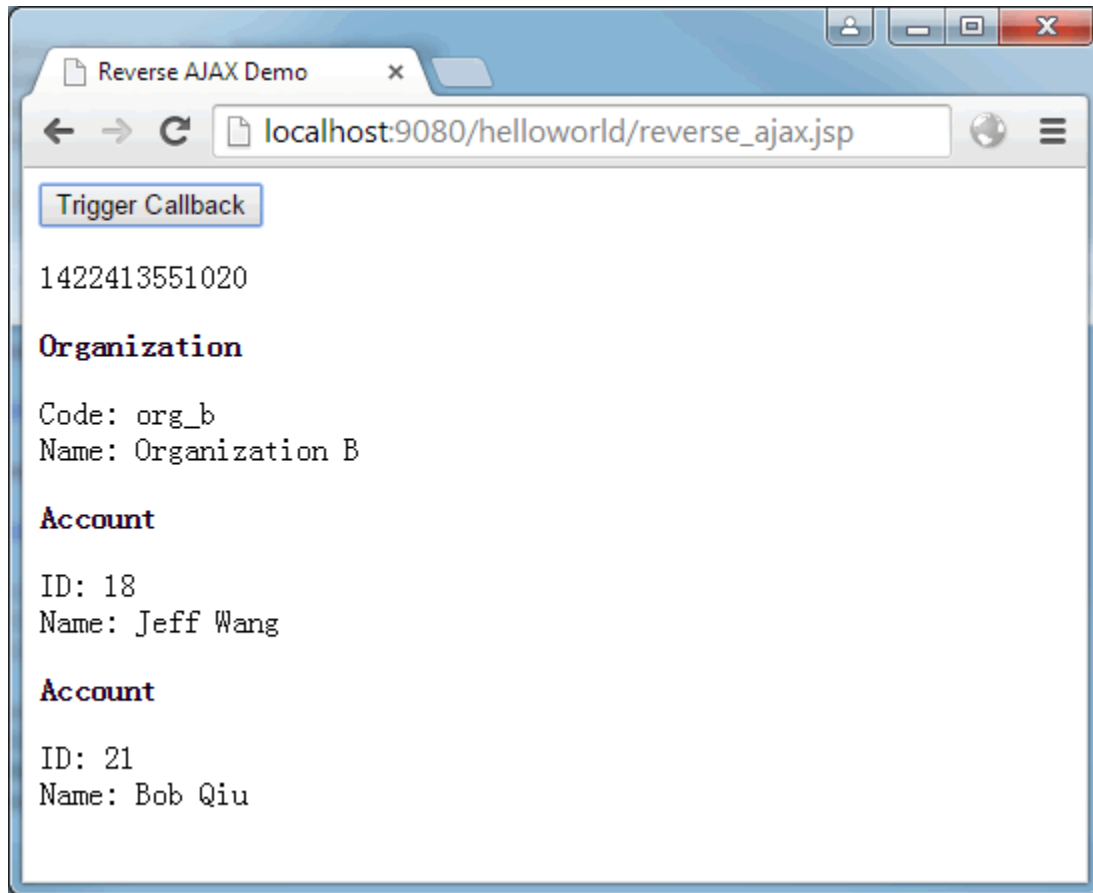 Reverse AJAX Demo
localhost:9080/helloworld/reverse_ajax.jsp
Trigger Callback
1422413551020
Organization
Code: org_b
Name: Organization B
Account
ID: 18
Name: Jeff Wang
Account
ID: 21
Name: Bob Qiu